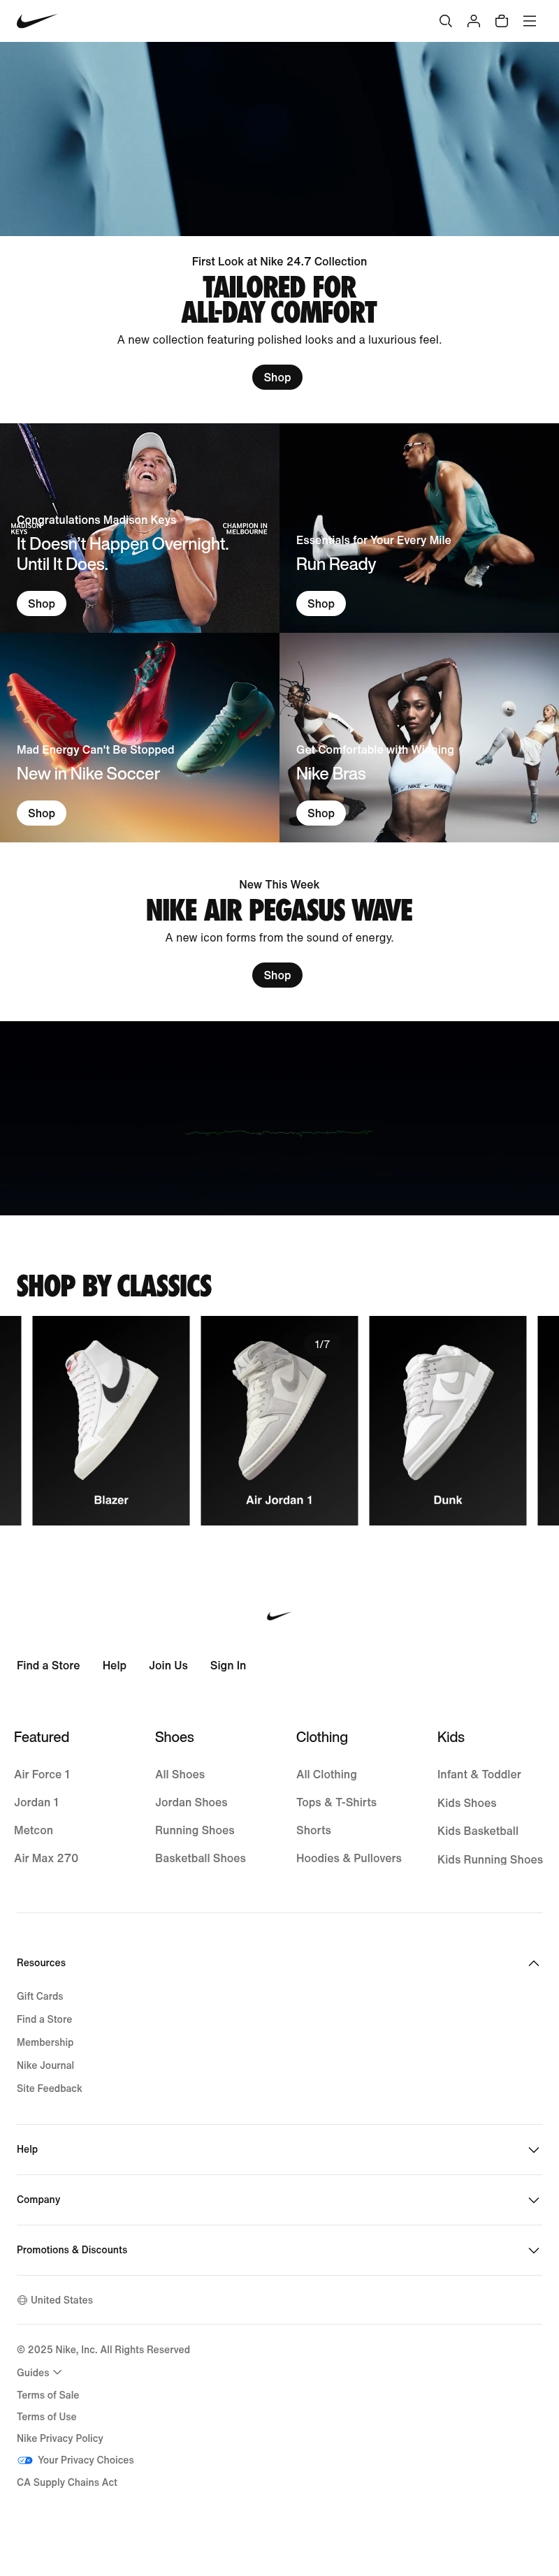 First Look at Nike 24.7 Collection
TAILORED FOR
ALL-DAY COMFORT
A new collection featuring polished looks and a luxurious feel.
Shop
Congratulations Madison Keys
MADISON
KEYS
CHAMPION IN
MELBOURNE
It Doesn't Happen Overnight.
Until It Does.
Shop
Essentials for Your Every Mile
Run Ready
Shop
Mad Energy Can't Be Stopped
New in Nike Soccer
Shop
Get Comfortable with Winning
Nike Bras
NIKE NIKE
Shop
New This Week
NIKE AIR PEGASUS WAVE
A new icon forms from the sound of energy.
Shop
SHOP BY CLASSICS
1/7
Blazer
Air Jordan 1
Dunk
Find a Store
Help
Join Us
Sign In
Featured
Air Force 1
Jordan 1
Metcon
Air Max 270
Shoes
All Shoes
Jordan Shoes
Running Shoes
Basketball Shoes
Clothing
All Clothing
Tops & T-Shirts
Shorts
Hoodies & Pullovers
Kids
Infant & Toddler
Kids Shoes
Kids Basketball
Kids Running Shoes
Resources
Gift Cards
Find a Store
Membership
Nike Journal
Site Feedback
Help
Company
Promotions & Discounts
United States
© 2025 Nike, Inc. All Rights Reserved
Guides
Terms of Sale
Terms of Use
Nike Privacy Policy
Your Privacy Choices
CA Supply Chains Act